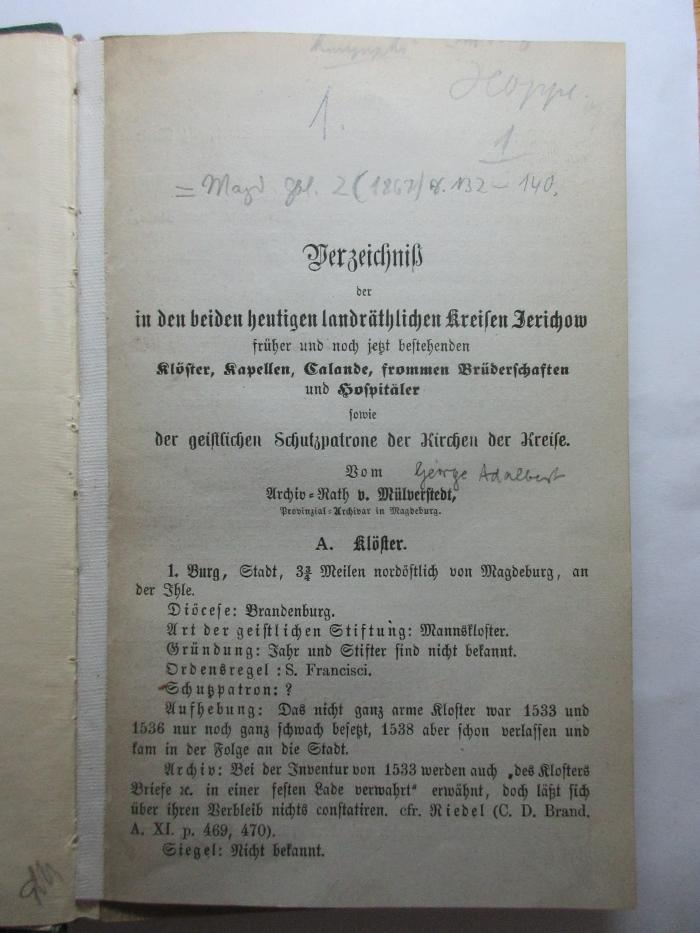 Hoppe.
1.
1
= Magd. Gbl. 2 (1867) S. 132 – 140.
Verzeichniß
der
in den beiden heutigen landräthlichen Kreisen Jerichow
früher und noch jetzt bestehenden
Klöster, Kapellen, Calande, frommen Brüderschaften
und Hospitäler
sowie
der geistlichen Schutzpatrone der Kirchen der Kreise.
Vom George Adalbert
Archiv-Rath v. Mülverstedt,
Provinzial-Archivar in Magdeburg.
A. Klöster.
1. Burg, Stadt, 3¾ Meilen nordöstlich von Magdeburg, an
der Ihle.
Diöcese: Brandenburg.
Art der geistlichen Stiftung: Mannskloster.
Gründung: Jahr und Stifter sind nicht bekannt.
Ordensregel : S. Francisci.
Schutzpatron: ?
Aufhebung: Das nicht ganz arme Kloster war 1533 und
1536 nur noch ganz schwach besetzt, 1538 aber schon verlassen und
kam in der Folge an die Stadt.
Archiv: Bei der Inventur von 1533 werden auch „des Klosters
Briefe ꝛc. in einer festen Lade verwahrt“ erwähnt, doch läßt sich
über ihren Verbleib nichts constatiren. cfr. Riedel (C. D. Brand.
A. XI. p. 469, 470).
Siegel: Nicht bekannt.